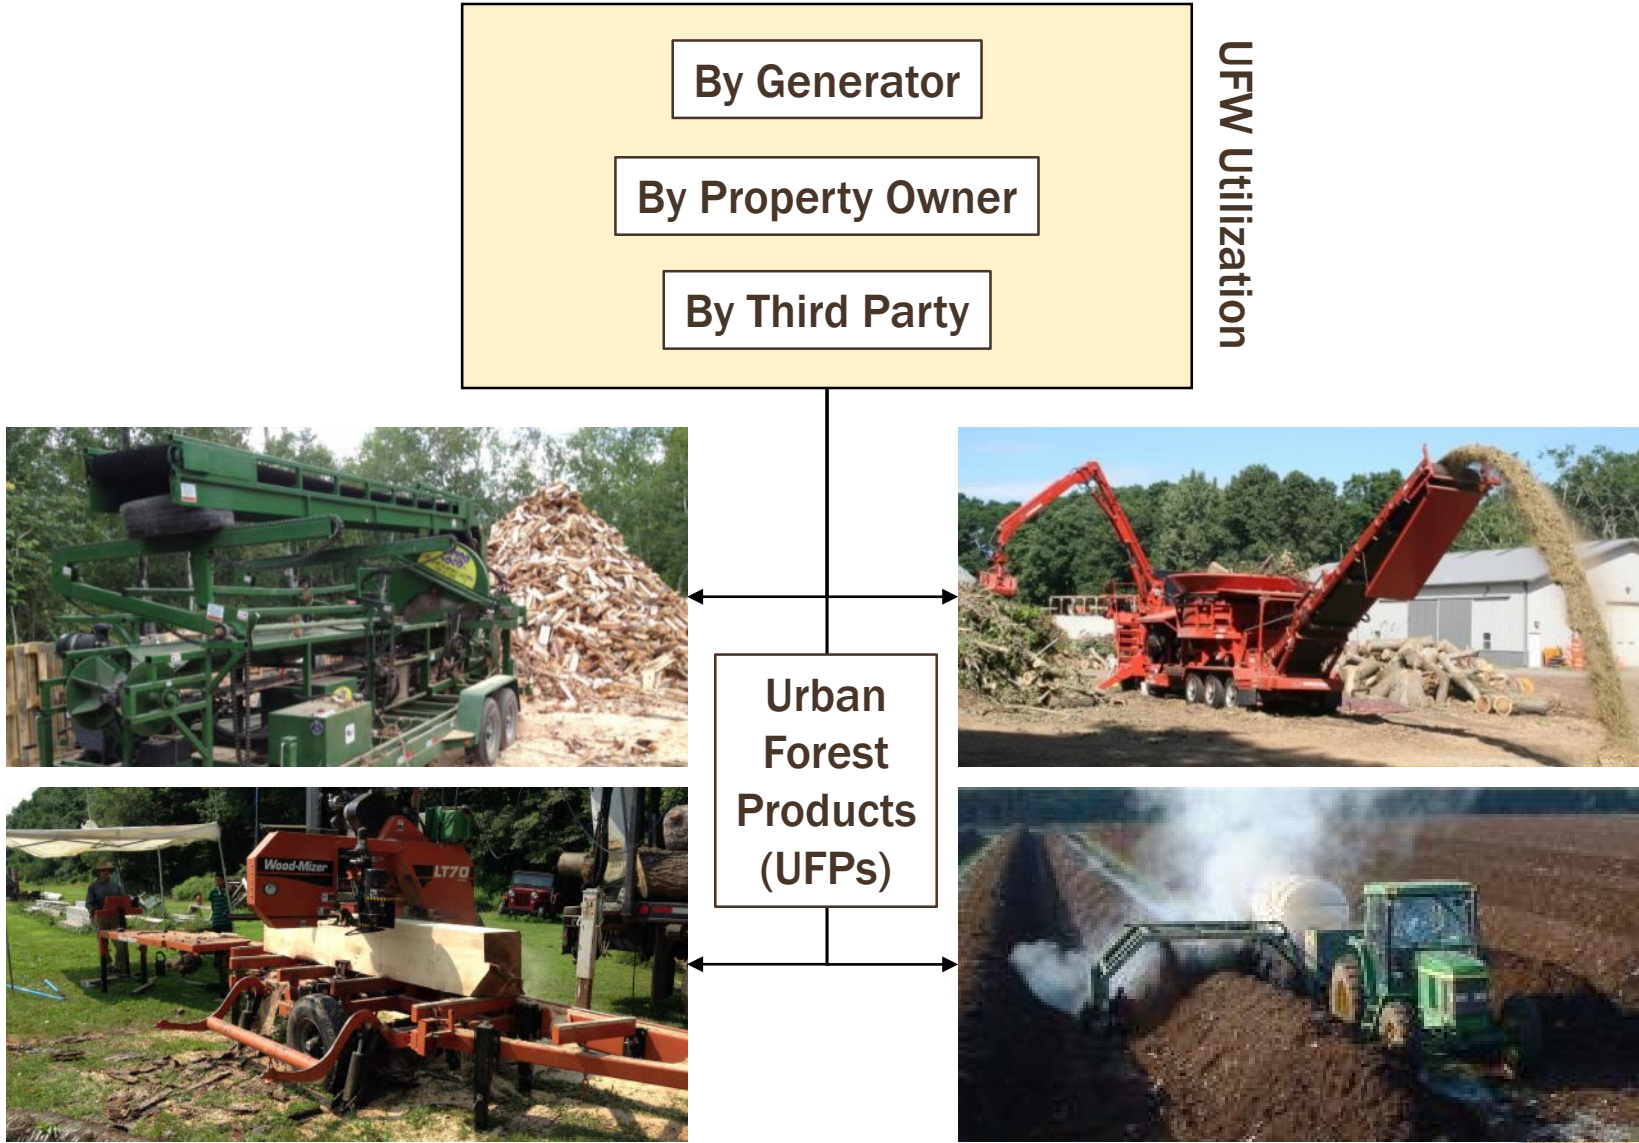 By Generator
By Property Owner
By Third Party
UFW Utilization
Urban
Forest
Products
(UFPs)
Wood-Mizer
LT70